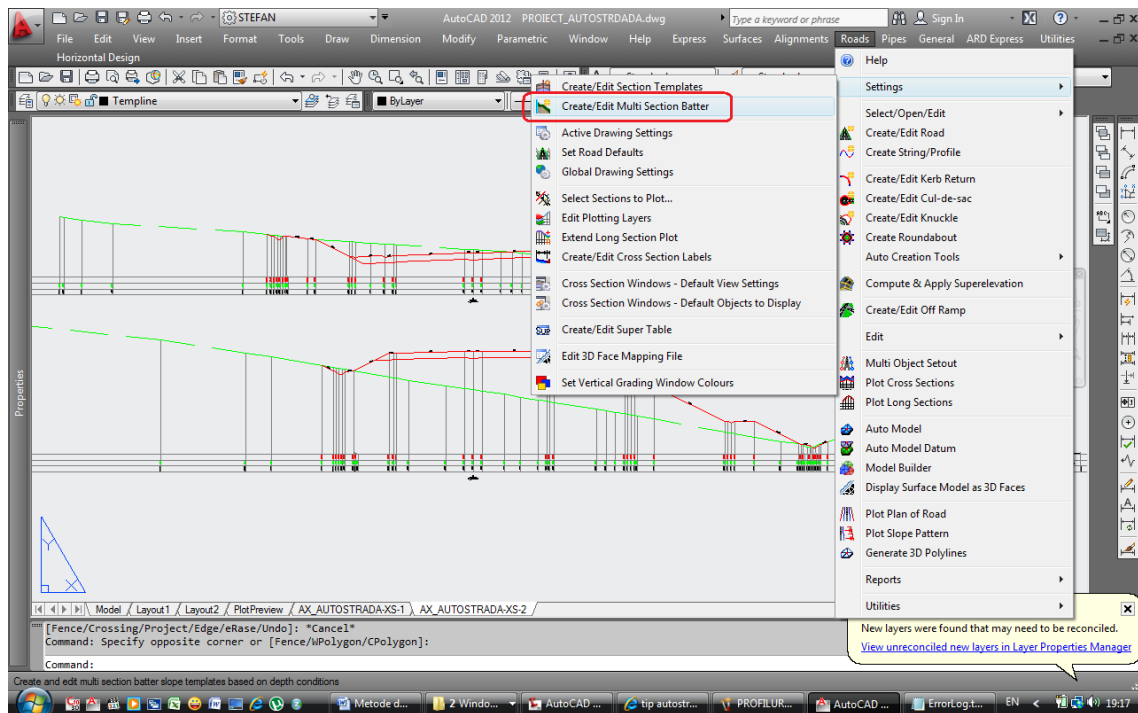 STEFAN
AutoCAD 2012 PROIECT_AUTOSTRDADA.dwg
Type a keyword or phrase
Sign In
File Edit View Insert Format Tools Draw Dimension Modify Parametric Window Help Express Surfaces Alignments Roads Pipes General ARD Express Utilities
Horizontal Design
Templine
ByLayer
Create/Edit Section Templates
Create/Edit Multi Section Batter
Active Drawing Settings
Set Road Defaults
Global Drawing Settings
Select Sections to Plot...
Edit Plotting Layers
Extend Long Section Plot
Create/Edit Cross Section Labels
Cross Section Windows - Default View Settings
Cross Section Windows - Default Objects to Display
SUP
Create/Edit Super Table
Edit 3D Face Mapping File
Set Vertical Grading Window Colours
Help
Settings
Select/Open/Edit
Create/Edit Road
Create String/Profile
Create/Edit Kerb Return
Create/Edit Cul-de-sac
Create/Edit Knuckle
Create Roundabout
Auto Creation Tools
Compute & Apply Superelevation
Create/Edit Off Ramp
Edit
Multi Object Setout
Plot Cross Sections
Plot Long Sections
Auto Model
Auto Model Datum
Model Builder
Display Surface Model as 3D Faces
Plot Plan of Road
Plot Slope Pattern
Generate 3D Polylines
Reports
Utilities
Properties
Y
X
Model Layout1 Layout2 PlotPreview AX_AUTOSTRADA-XS-1 AX_AUTOSTRADA-XS-2
[Fence/Crossing/Project/Edge/eRase/Undo]: *Cancel*
Command: Specify opposite corner or [Fence/WPolygon/CPolygon]:
Command:
New layers were found that may need to be reconciled.
View unreconciled new layers in Layer Properties Manager
Create and edit multi section batter slope templates based on depth conditions
Metode d... 2 Windo... AutoCAD ... tip autostr... PROFILUR... AutoCAD ... ErrorLog.t... EN 19:17